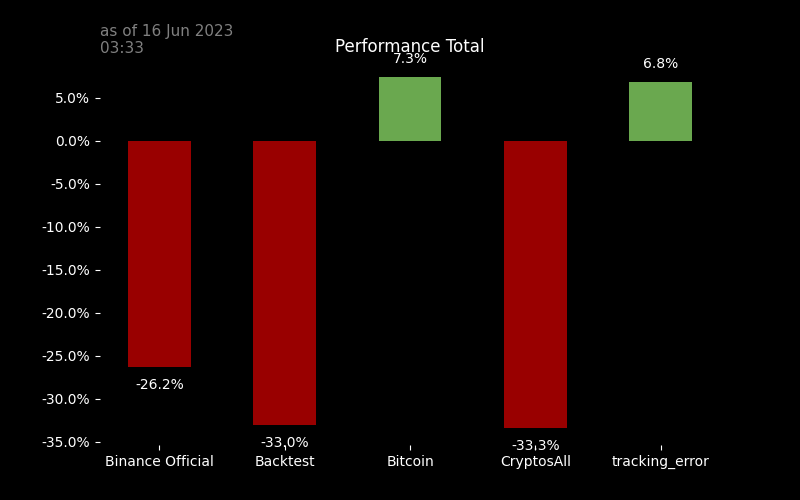 as of 16 Jun 2023
03:33
Performance Total
7.3%
6.8%
5.0%
0.0%
-5.0%
-10.0%
-15.0%
-20.0%
-25.0%
-26.2%
-30.0%
-35.0%
-33.0%
-33.3%
Binance Official
Backtest
Bitcoin
CryptosAll
tracking_error